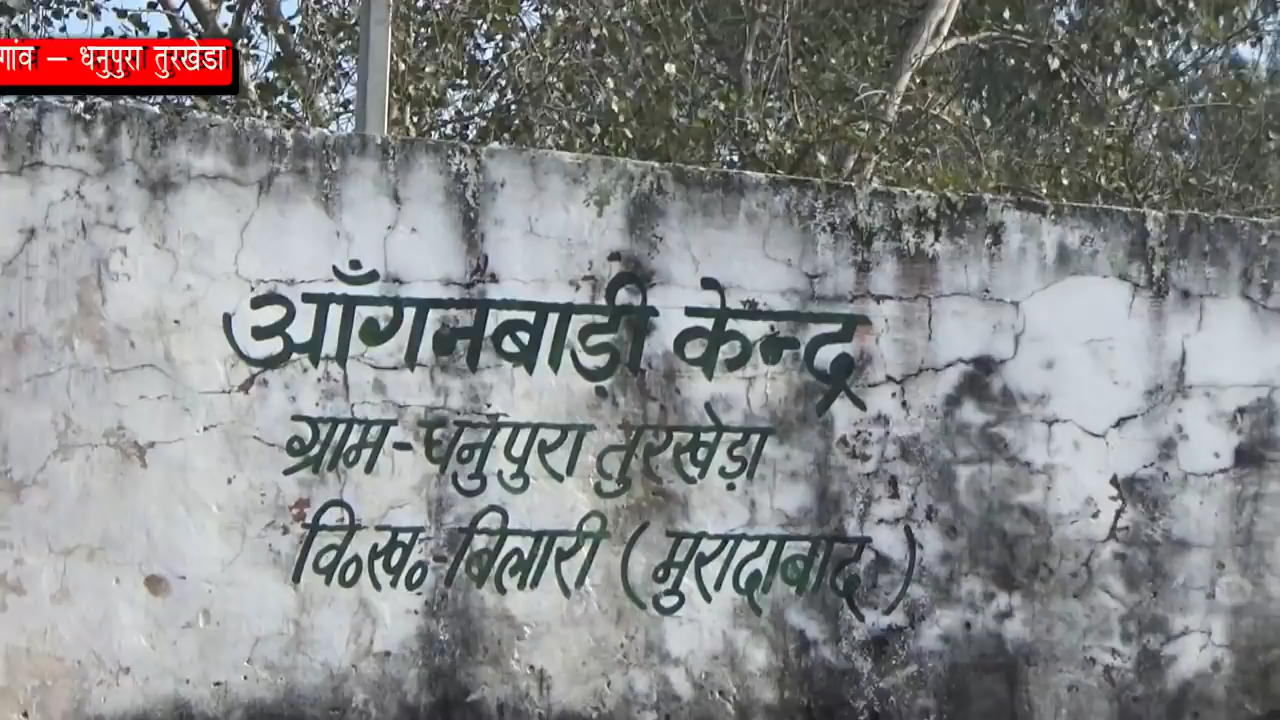 गांव – धनुपुरा तुरखेडा
आँगनबाड़ी केन्द्र
ग्राम-धनुपुरा तुरखेड़ा
वि०ख०-बिलारी (मुरादाबाद)